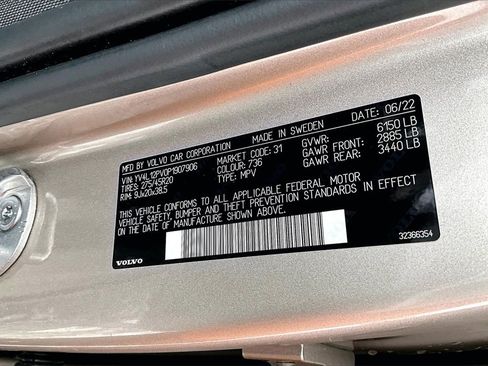 MFD BY VOLVO CAR CORPORATION MADE IN SWEDEN DATE: 06/22
VIN: YV4L12PV0P1907906 MARKET CODE: 31 GVWR: 6150 LB
TIRES: 275/45R20 COLOUR: 736 GAWR FRONT: 2885 LB
RIM: 9Jx20x38.5 TYPE: MPV GAWR REAR: 3440 LB
THIS VEHICLE CONFORMS TO ALL APPLICABLE FEDERAL MOTOR
VEHICLE SAFETY, BUMPER AND THEFT PREVENTION STANDARDS IN EFFECT
ON THE DATE OF MANUFACTURE SHOWN ABOVE.
VOLVO 32366354